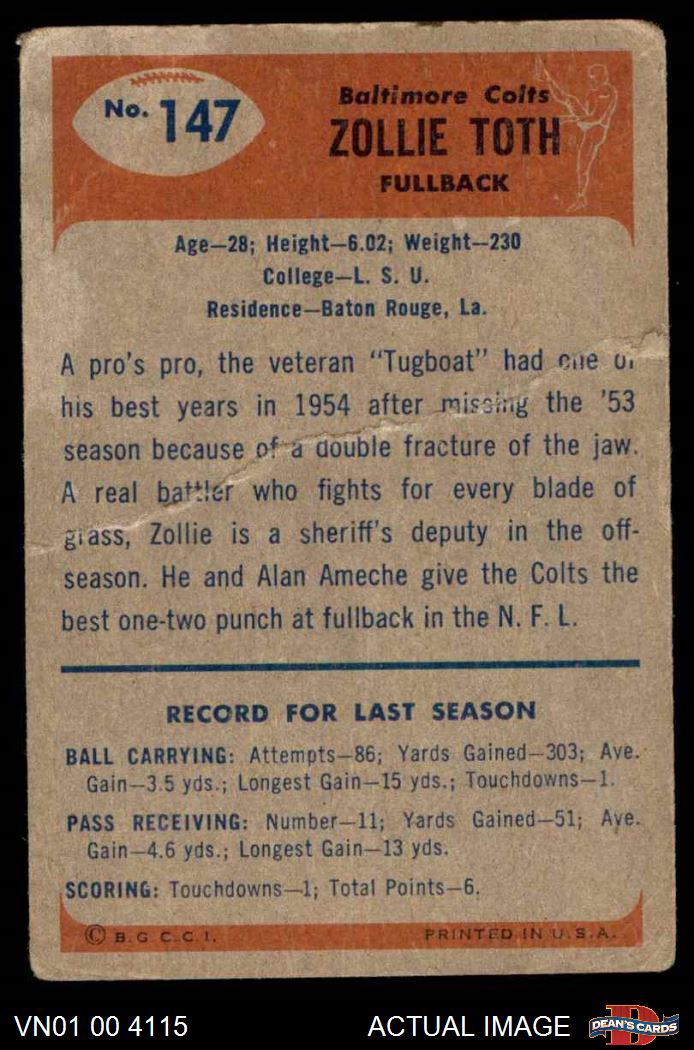 No. 147
Baltimore Colts
ZOLLIE TOTH
FULLBACK
Age—28; Height—6.02; Weight—230
College—L. S. U.
Residence—Baton Rouge, La.
A pro's pro, the veteran "Tugboat" had one of
his best years in 1954 after missing the '53
season because of a double fracture of the jaw.
A real battler who fights for every blade of
grass, Zollie is a sheriff's deputy in the off-
season. He and Alan Ameche give the Colts the
best one-two punch at fullback in the N. F. L.
RECORD FOR LAST SEASON
BALL CARRYING: Attempts—86; Yards Gained—303; Ave.
Gain—3.5 yds.; Longest Gain—15 yds.; Touchdowns—1.
PASS RECEIVING: Number—11; Yards Gained—51; Ave.
Gain—4.6 yds.; Longest Gain—13 yds.
SCORING: Touchdowns—1; Total Points—6.
© B.G.C.C.I. PRINTED IN U.S.A.
VN01 00 4115 ACTUAL IMAGE D DEAN'S CARDS